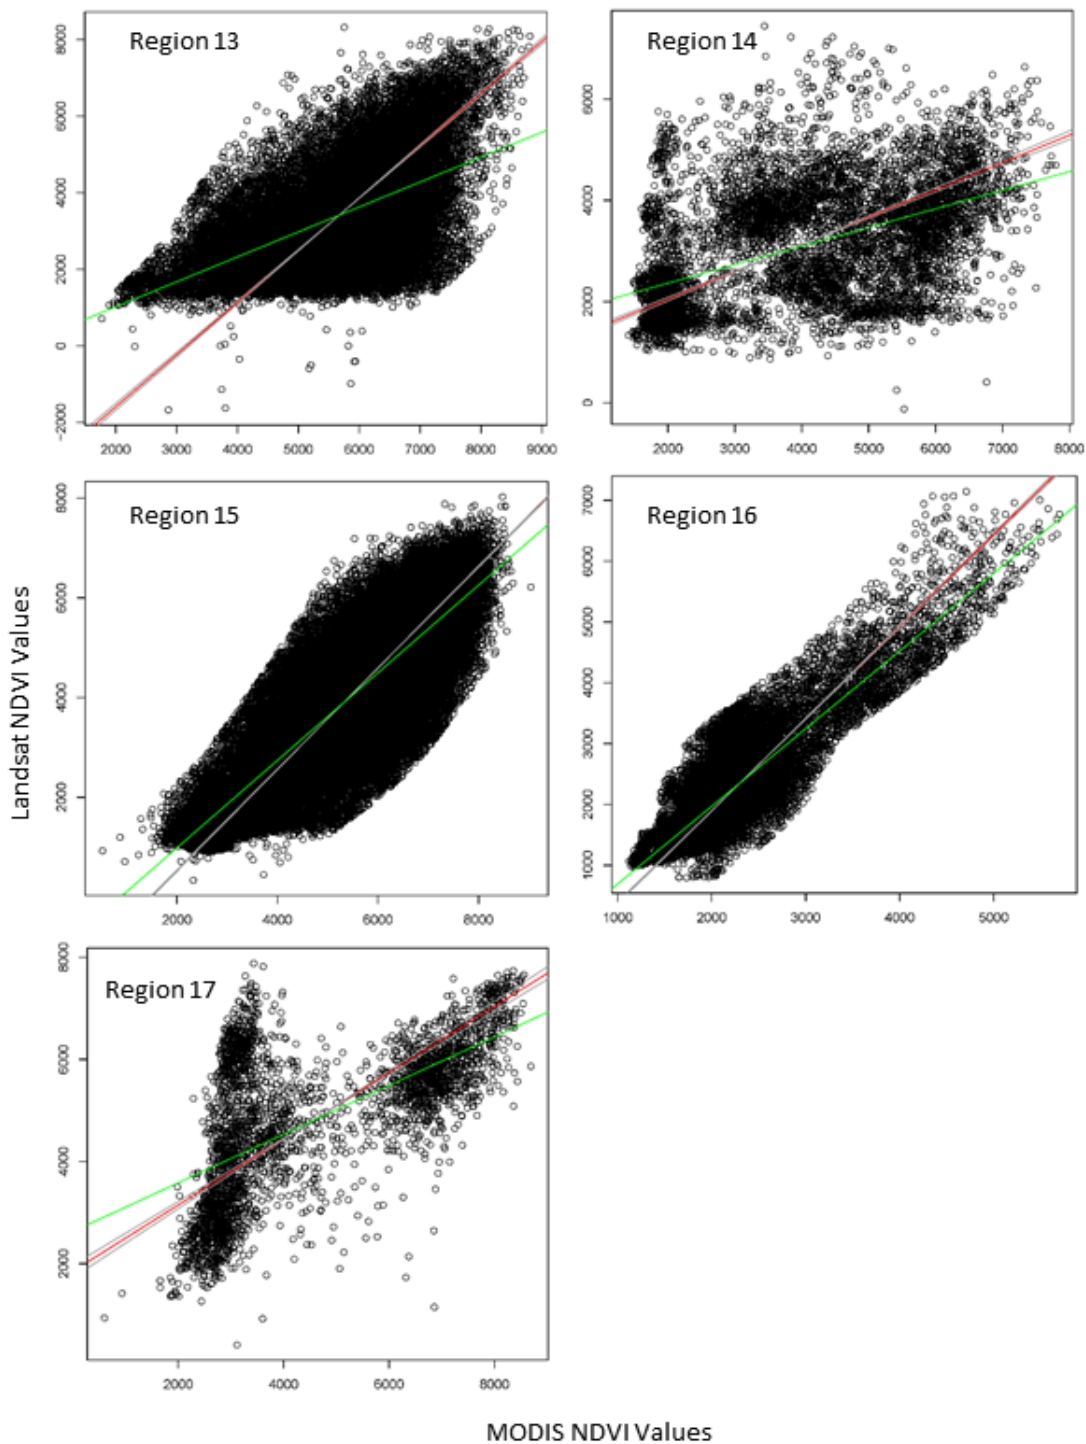 Region 13
8000
6000
4000
2000
0
-2000
2000 3000 4000 5000 6000 7000 8000 9000
Region 14
6000
4000
2000
0
2000 3000 4000 5000 6000 7000 8000
Landsat NDVI Values
Region 15
8000
6000
4000
2000
2000 4000 6000 8000
Region 16
7000
6000
5000
4000
3000
2000
1000
1000 2000 3000 4000 5000
Region 17
8000
6000
4000
2000
2000 4000 6000 8000
MODIS NDVI Values